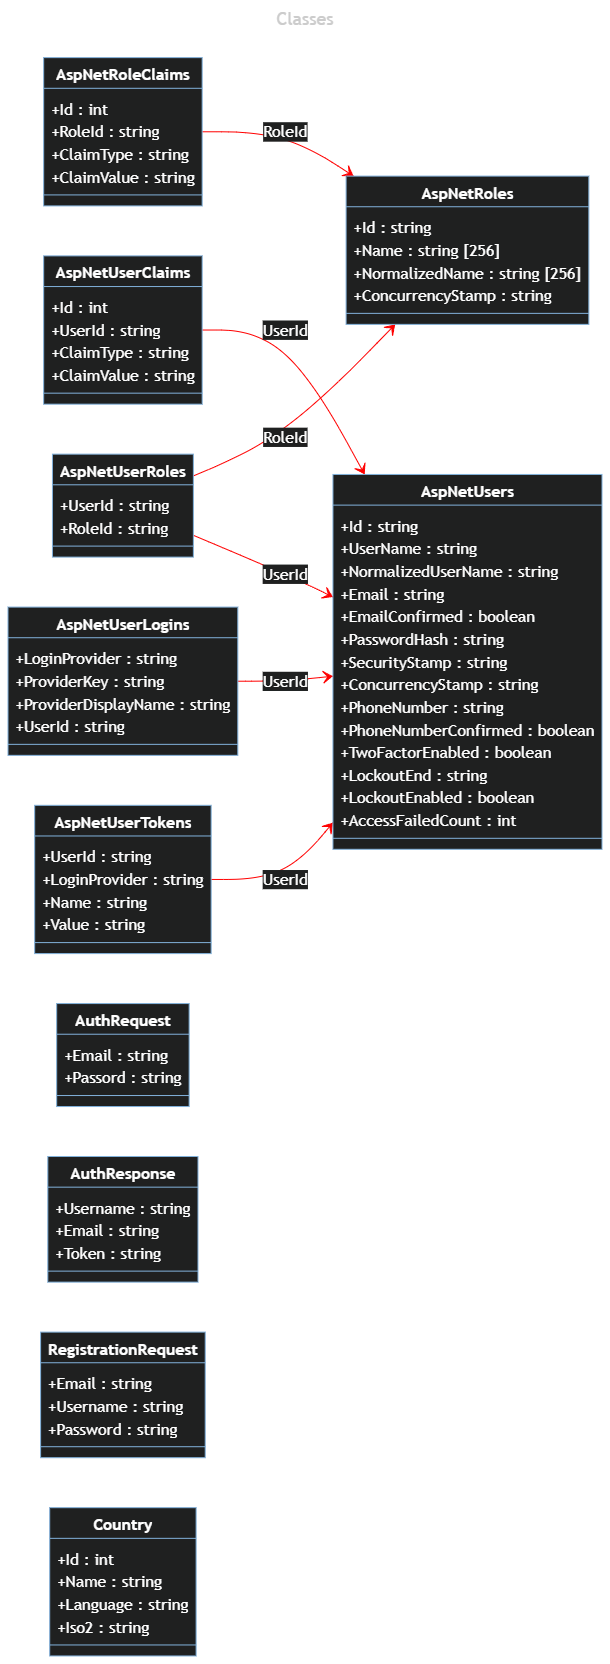 Classes
AspNetRoleClaims
+Id : int
+RoleId : string
+ClaimType : string
+ClaimValue : string
RoleId
AspNetRoles
+Id : string
+Name : string [256]
+NormalizedName : string [256]
+ConcurrencyStamp : string
AspNetUserClaims
+Id : int
+UserId : string
+ClaimType : string
+ClaimValue : string
UserId
AspNetUserRoles
+UserId : string
+RoleId : string
RoleId
UserId
AspNetUsers
+Id : string
+UserName : string
+NormalizedUserName : string
+Email : string
+EmailConfirmed : boolean
+PasswordHash : string
+SecurityStamp : string
+ConcurrencyStamp : string
+PhoneNumber : string
+PhoneNumberConfirmed : boolean
+TwoFactorEnabled : boolean
+LockoutEnd : string
+LockoutEnabled : boolean
+AccessFailedCount : int
AspNetUserLogins
+LoginProvider : string
+ProviderKey : string
+ProviderDisplayName : string
+UserId : string
UserId
AspNetUserTokens
+UserId : string
+LoginProvider : string
+Name : string
+Value : string
UserId
AuthRequest
+Email : string
+Passord : string
AuthResponse
+Username : string
+Email : string
+Token : string
RegistrationRequest
+Email : string
+Username : string
+Password : string
Country
+Id : int
+Name : string
+Language : string
+Iso2 : string